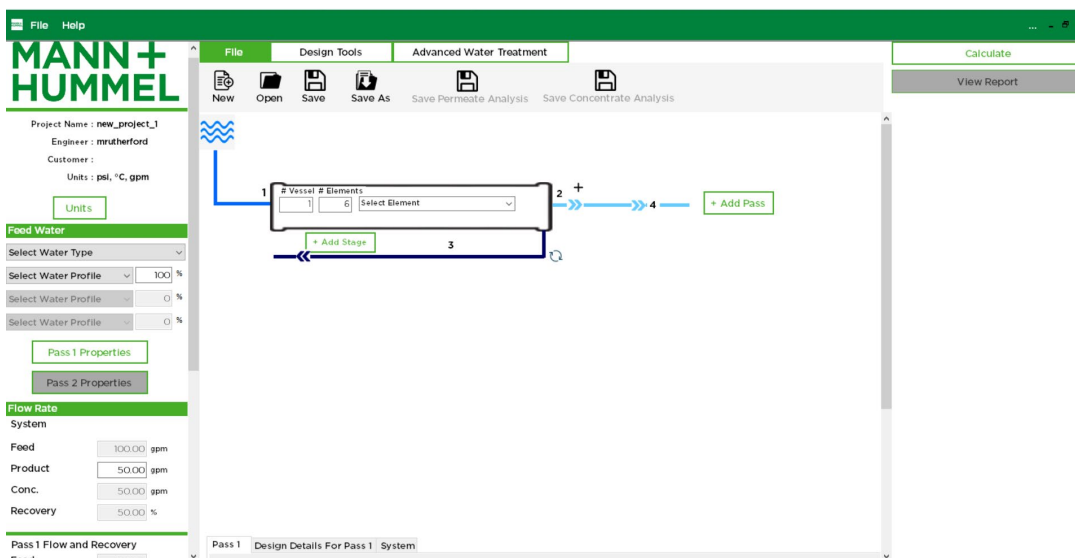 File Help
...
MANN+
HUMMEL
Project Name : new_project_1
Engineer : mrutherford
Customer :
Units : psi, °C, gpm
Units
Feed Water
Select Water Type
Select Water Profile 100 %
Select Water Profile 0 %
Select Water Profile 0 %
Pass 1 Properties
Pass 2 Properties
Flow Rate
System
Feed 100.00 gpm
Product 50.00 gpm
Conc. 50.00 gpm
Recovery 50.00 %
Pass 1 Flow and Recovery
File Design Tools Advanced Water Treatment
New Open Save Save As Save Permeate Analysis Save Concentrate Analysis
# Vessel # Elements
1 1 6 Select Element 2 + 4 + Add Pass
+ Add Stage 3
Pass 1 Design Details For Pass 1 System
Calculate
View Report